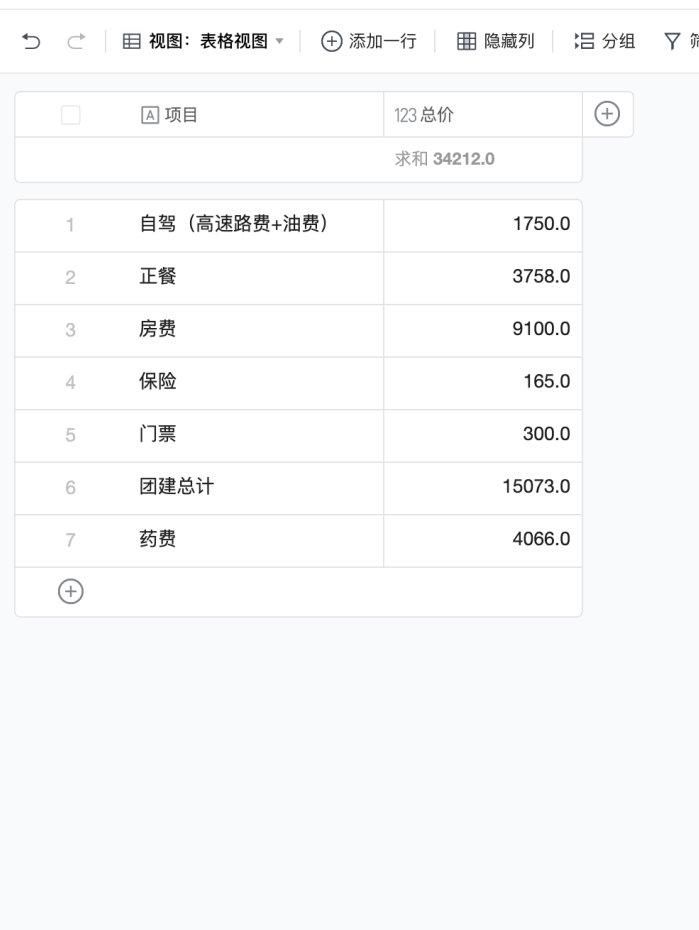 视图：表格视图 添加一行 隐藏列 分组
项目 123 总价
求和 34212.0
1 自驾（高速路费+油费） 1750.0
2 正餐 3758.0
3 房费 9100.0
4 保险 165.0
5 门票 300.0
6 团建总计 15073.0
7 药费 4066.0